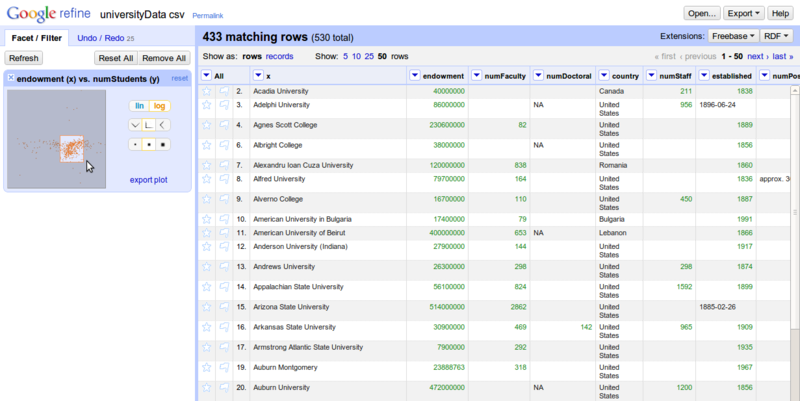 Google refine universityData csv Permalink
Open... Export Help
Facet / Filter Undo / Redo 25
Refresh Reset All Remove All
endowment (x) vs. numStudents (y) reset
lin log
export plot
433 matching rows (530 total)
Extensions: Freebase RDF
Show as: rows records Show: 5 10 25 50 rows
« first ‹ previous 1 - 50 next › last »
All x endowment numFaculty numDoctoral country numStaff established numPos
2. Acadia University 40000000 Canada 211 1838
3. Adelphi University 86000000 NA United States 956 1896-06-24
4. Agnes Scott College 230600000 82 United States 1889
6. Albright College 38000000 NA United States 1856
7. Alexandru Ioan Cuza University 120000000 838 Romania 1860
8. Alfred University 79700000 164 United States 1836 approx. 3
9. Alverno College 16700000 110 United States 450 1887
10. American University in Bulgaria 17400000 79 Bulgaria 1991
11. American University of Beirut 400000000 653 NA Lebanon 1866
12. Anderson University (Indiana) 27900000 144 United States 1917
13. Andrews University 26300000 298 United States 298 1874
14. Appalachian State University 56100000 824 United States 1592 1899
15. Arizona State University 514000000 2862 United States 1885-02-26
16. Arkansas State University 30900000 469 142 United States 965 1909
17. Armstrong Atlantic State University 7900000 292 United States 1935
19. Auburn Montgomery 23888763 318 United States 1967
20. Auburn University 472000000 NA United States 1200 1856